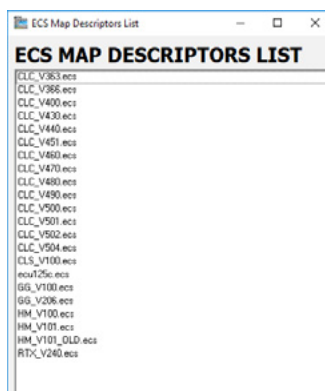 ECS Map Descriptors List
ECS MAP DESCRIPTORS LIST
CLC_V363.ecs
CLC_V366.ecs
CLC_V400.ecs
CLC_V430.ecs
CLC_V440.ecs
CLC_V451.ecs
CLC_V460.ecs
CLC_V470.ecs
CLC_V480.ecs
CLC_V490.ecs
CLC_V500.ecs
CLC_V501.ecs
CLC_V502.ecs
CLC_V504.ecs
CLS_V100.ecs
ecu125c.ecs
GG_V100.ecs
GG_V206.ecs
HM_V100.ecs
HM_V101.ecs
HM_V101_OLD.ecs
RTX_V240.ecs